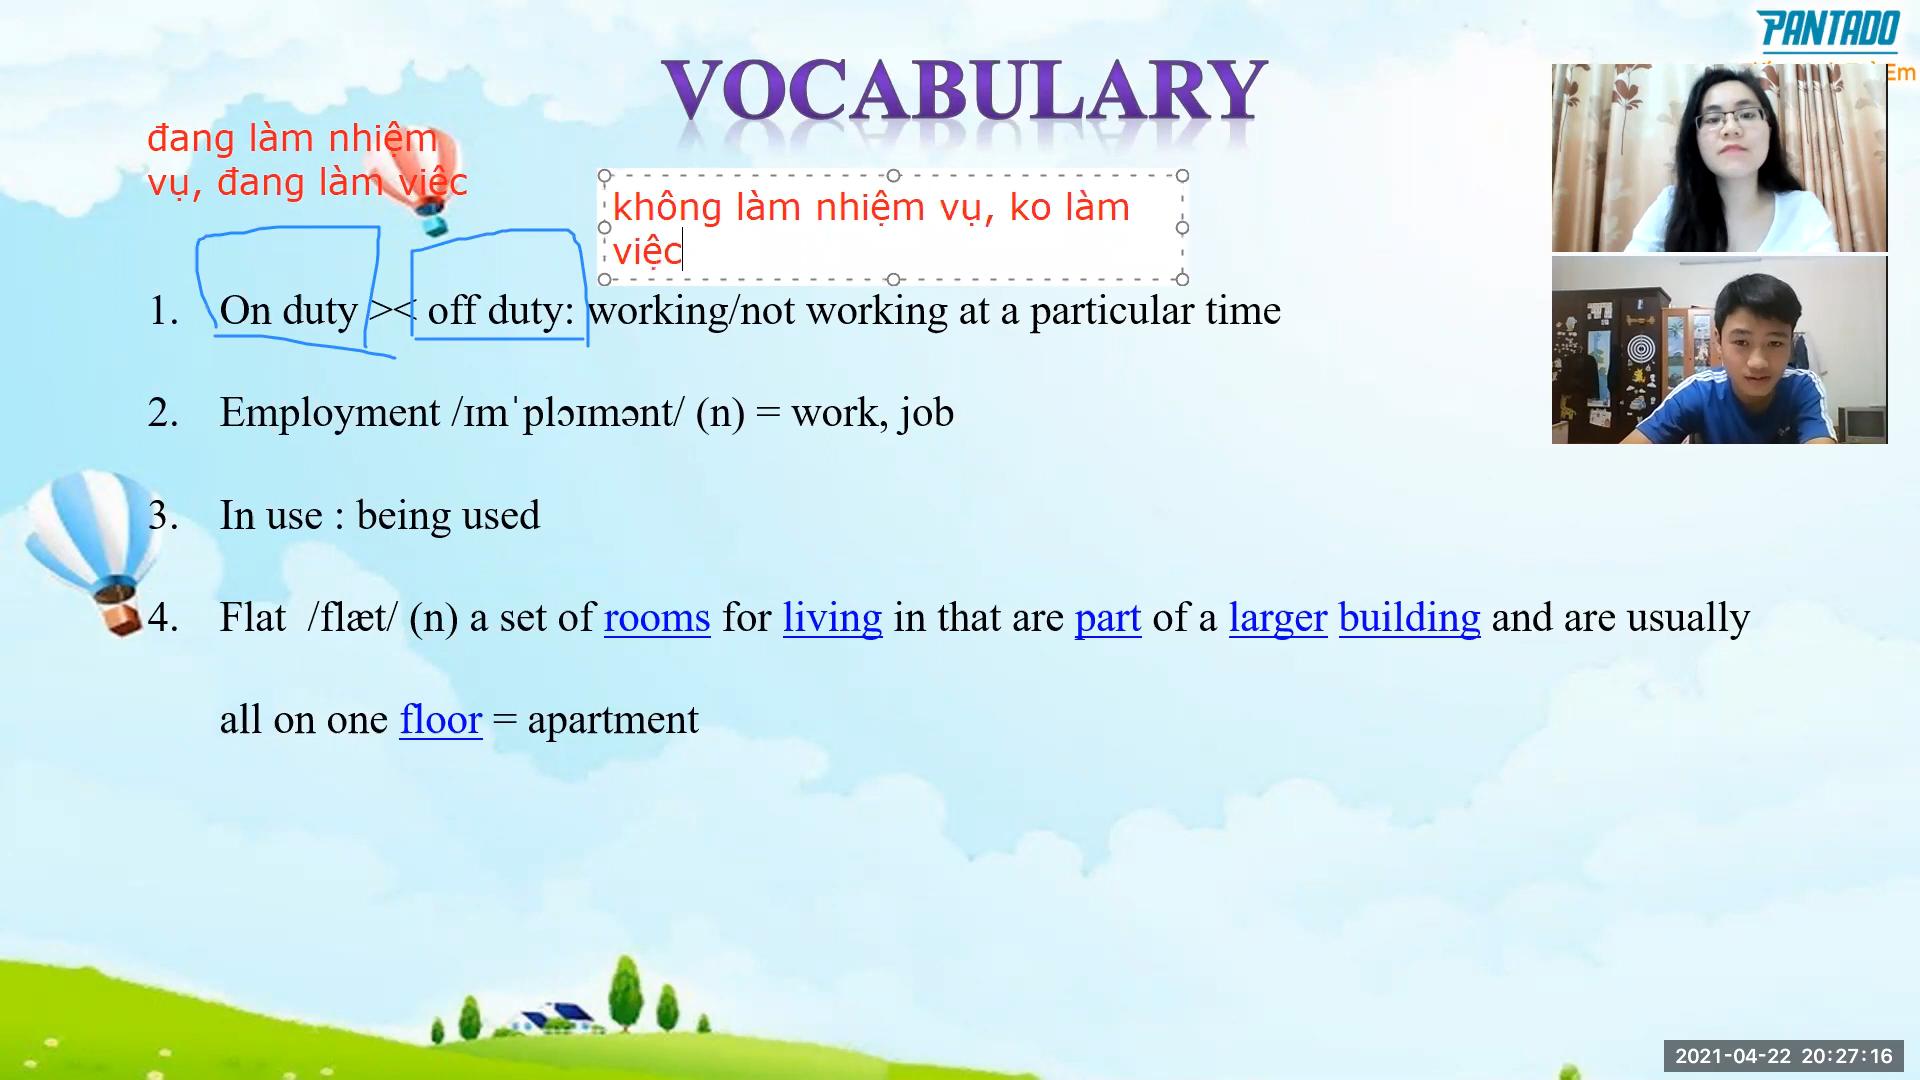 PANTADO
Em
VOCABULARY
đang làm nhiệm
vụ, đang làm việc
không làm nhiệm vụ, ko làm
việc
1. On duty >< off duty: working/not working at a particular time
2. Employment /ɪmˈplɔɪmənt/ (n) = work, job
3. In use : being used
4. Flat /flæt/ (n) a set of rooms for living in that are part of a larger building and are usually
all on one floor = apartment
2021-04-22 20:27:16